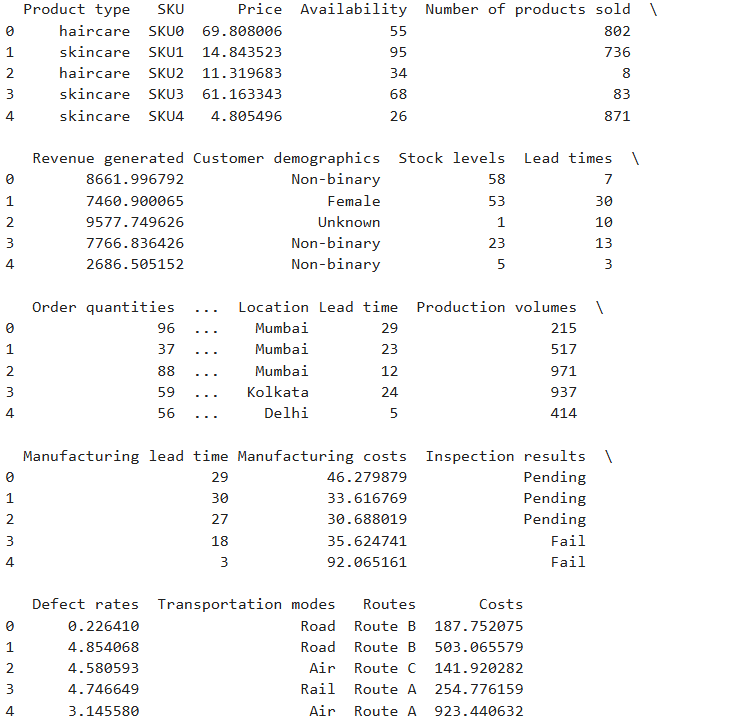 Product type SKU Price Availability Number of products sold \
0 haircare SKU0 69.808006 55 802
1 skincare SKU1 14.843523 95 736
2 haircare SKU2 11.319683 34 8
3 skincare SKU3 61.163343 68 83
4 skincare SKU4 4.805496 26 871
Revenue generated Customer demographics Stock levels Lead times \
0 8661.996792 Non-binary 58 7
1 7460.900065 Female 53 30
2 9577.749626 Unknown 1 10
3 7766.836426 Non-binary 23 13
4 2686.505152 Non-binary 5 3
Order quantities ... Location Lead time Production volumes \
0 96 ... Mumbai 29 215
1 37 ... Mumbai 23 517
2 88 ... Mumbai 12 971
3 59 ... Kolkata 24 937
4 56 ... Delhi 5 414
Manufacturing lead time Manufacturing costs Inspection results \
0 29 46.279879 Pending
1 30 33.616769 Pending
2 27 30.688019 Pending
3 18 35.624741 Fail
4 3 92.065161 Fail
Defect rates Transportation modes Routes Costs
0 0.226410 Road Route B 187.752075
1 4.854068 Road Route B 503.065579
2 4.580593 Air Route C 141.920282
3 4.746649 Rail Route A 254.776159
4 3.145580 Air Route A 923.440632